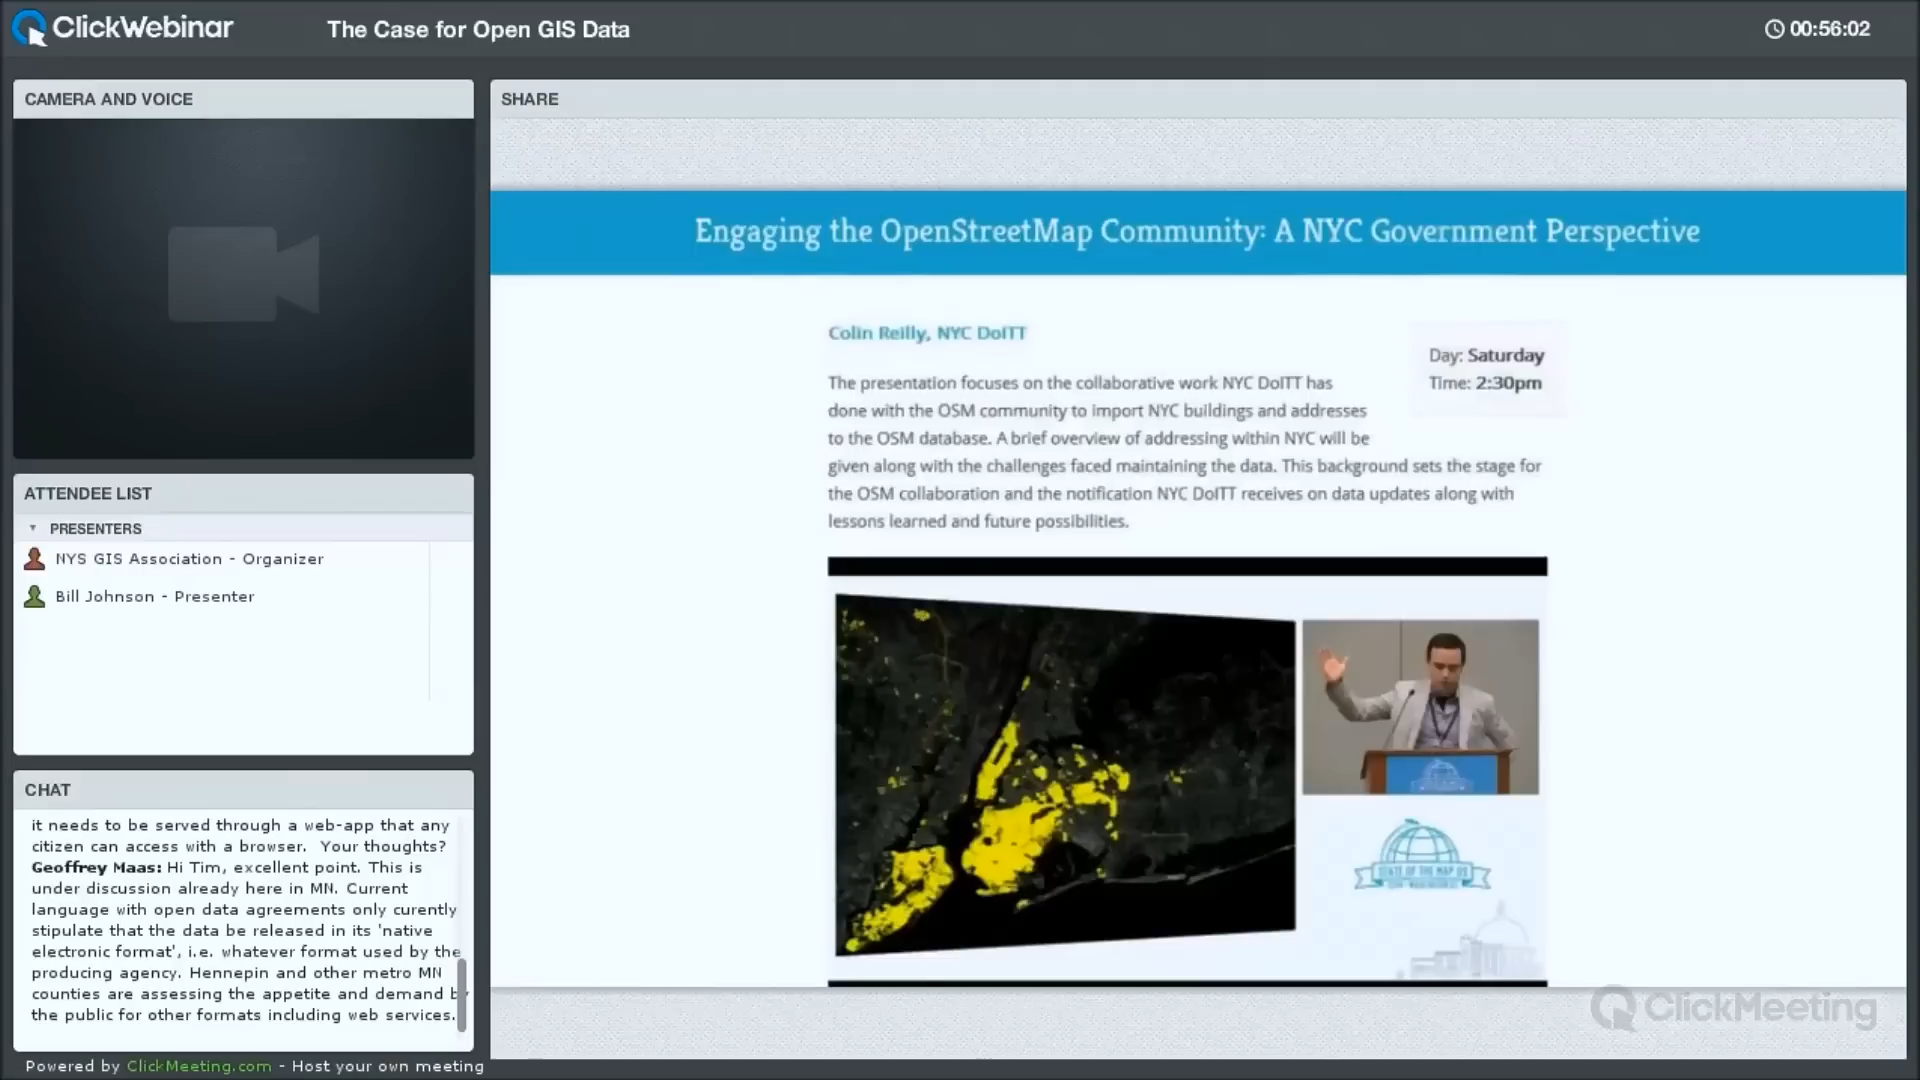 ClickWebinar
The Case for Open GIS Data
00:56:02
CAMERA AND VOICE
ATTENDEE LIST
PRESENTERS
NYS GIS Association - Organizer
Bill Johnson - Presenter
CHAT
it needs to be served through a web-app that any
citizen can access with a browser.  Your thoughts?
Geoffrey Maas: Hi Tim, excellent point. This is
under discussion already here in MN. Current
language with open data agreements only curently
stipulate that the data be released in its 'native
electronic format', i.e. whatever format used by the
producing agency. Hennepin and other metro MN
counties are assessing the appetite and demand by
the public for other formats including web services.
Powered by ClickMeeting.com - Host your own meeting
SHARE
Engaging the OpenStreetMap Community: A NYC Government Perspective
Colin Reilly, NYC DoITT
Day: Saturday
Time: 2:30pm
The presentation focuses on the collaborative work NYC DoITT has
done with the OSM community to import NYC buildings and addresses
to the OSM database. A brief overview of addressing within NYC will be
given along with the challenges faced maintaining the data. This background sets the stage for
the OSM collaboration and the notification NYC DoITT receives on data updates along with
lessons learned and future possibilities.
STATE OF THE MAP US
ClickMeeting